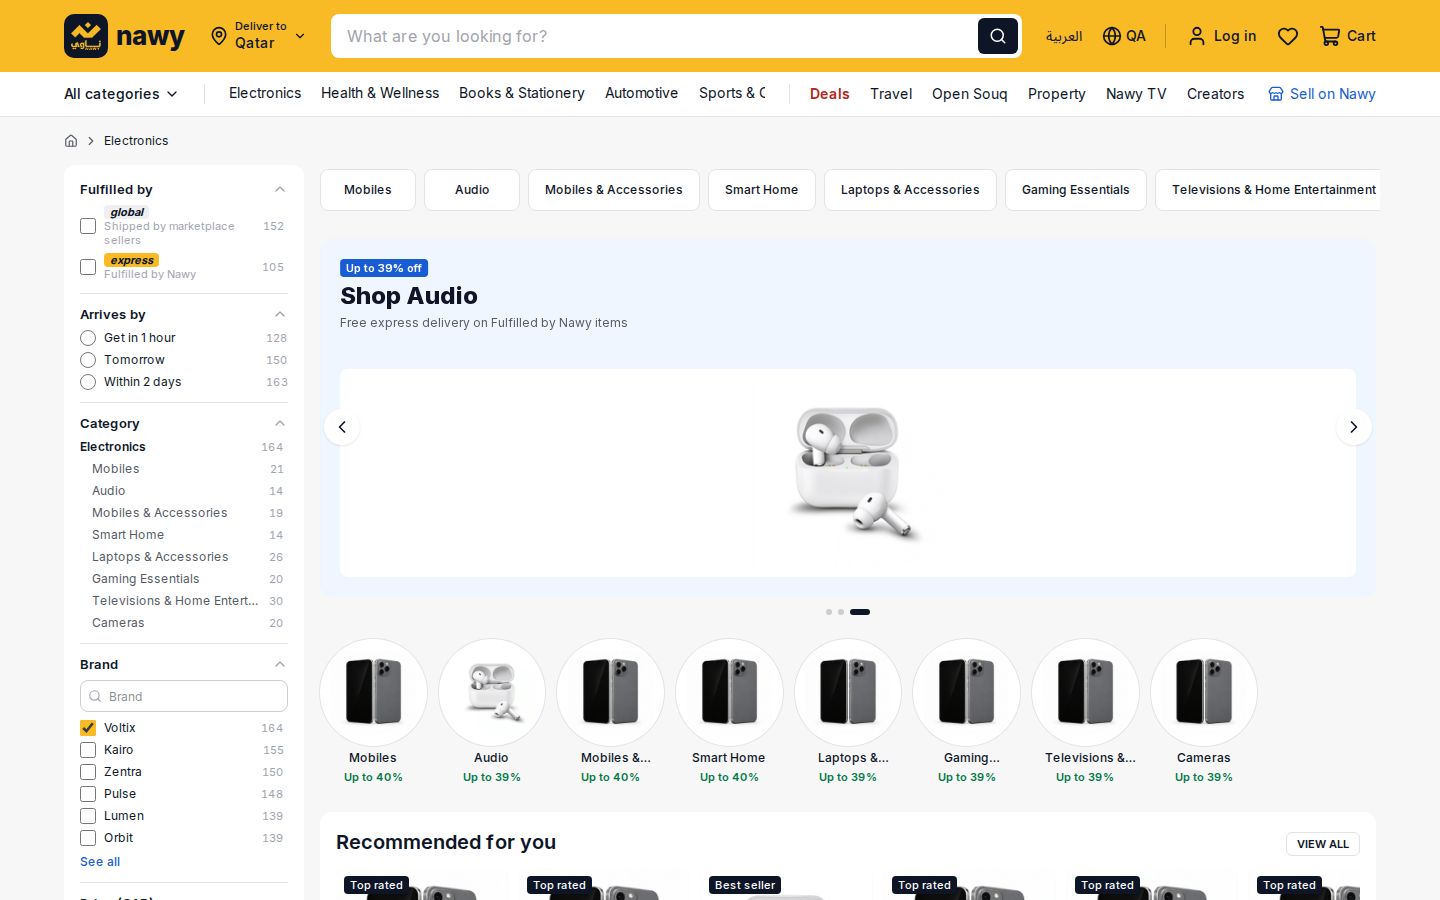 نـاوي
NAWY
nawy
Deliver to
Qatar
What are you looking for?
العربية
QA
Log in
Cart
All categories
Electronics
Health & Wellness
Books & Stationery
Automotive
Sports & C
Deals
Travel
Open Souq
Property
Nawy TV
Creators
Sell on Nawy
Electronics
Fulfilled by
global
Shipped by marketplace
sellers
152
express
Fulfilled by Nawy
105
Arrives by
Get in 1 hour
128
Tomorrow
150
Within 2 days
163
Category
Electronics
164
Mobiles
21
Audio
14
Mobiles & Accessories
19
Smart Home
14
Laptops & Accessories
26
Gaming Essentials
20
Televisions & Home Entert...
30
Cameras
20
Brand
Brand
Voltix
164
Kairo
155
Zentra
150
Pulse
148
Lumen
139
Orbit
139
See all
Mobiles
Audio
Mobiles & Accessories
Smart Home
Laptops & Accessories
Gaming Essentials
Televisions & Home Entertainment
Up to 39% off
Shop Audio
Free express delivery on Fulfilled by Nawy items
Mobiles
Up to 40%
Audio
Up to 39%
Mobiles &...
Up to 40%
Smart Home
Up to 40%
Laptops &...
Up to 39%
Gaming...
Up to 39%
Televisions &...
Up to 39%
Cameras
Up to 39%
Recommended for you
VIEW ALL
Top rated
Top rated
Best seller
Top rated
Top rated
Top rated